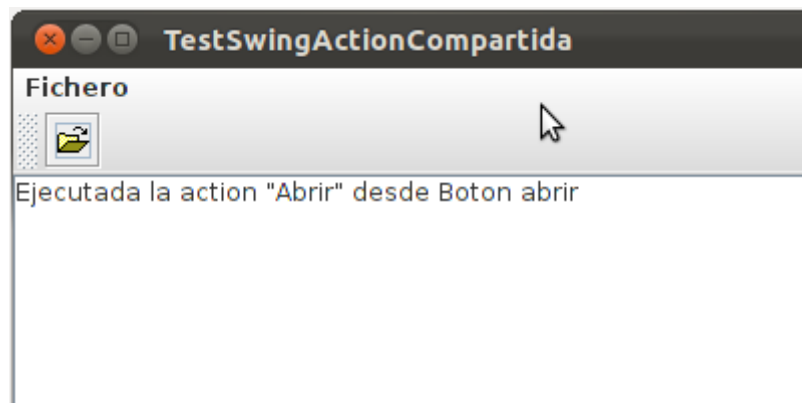 TestSwingActionCompartida
Fichero
Ejecutada la action "Abrir" desde Boton abrir